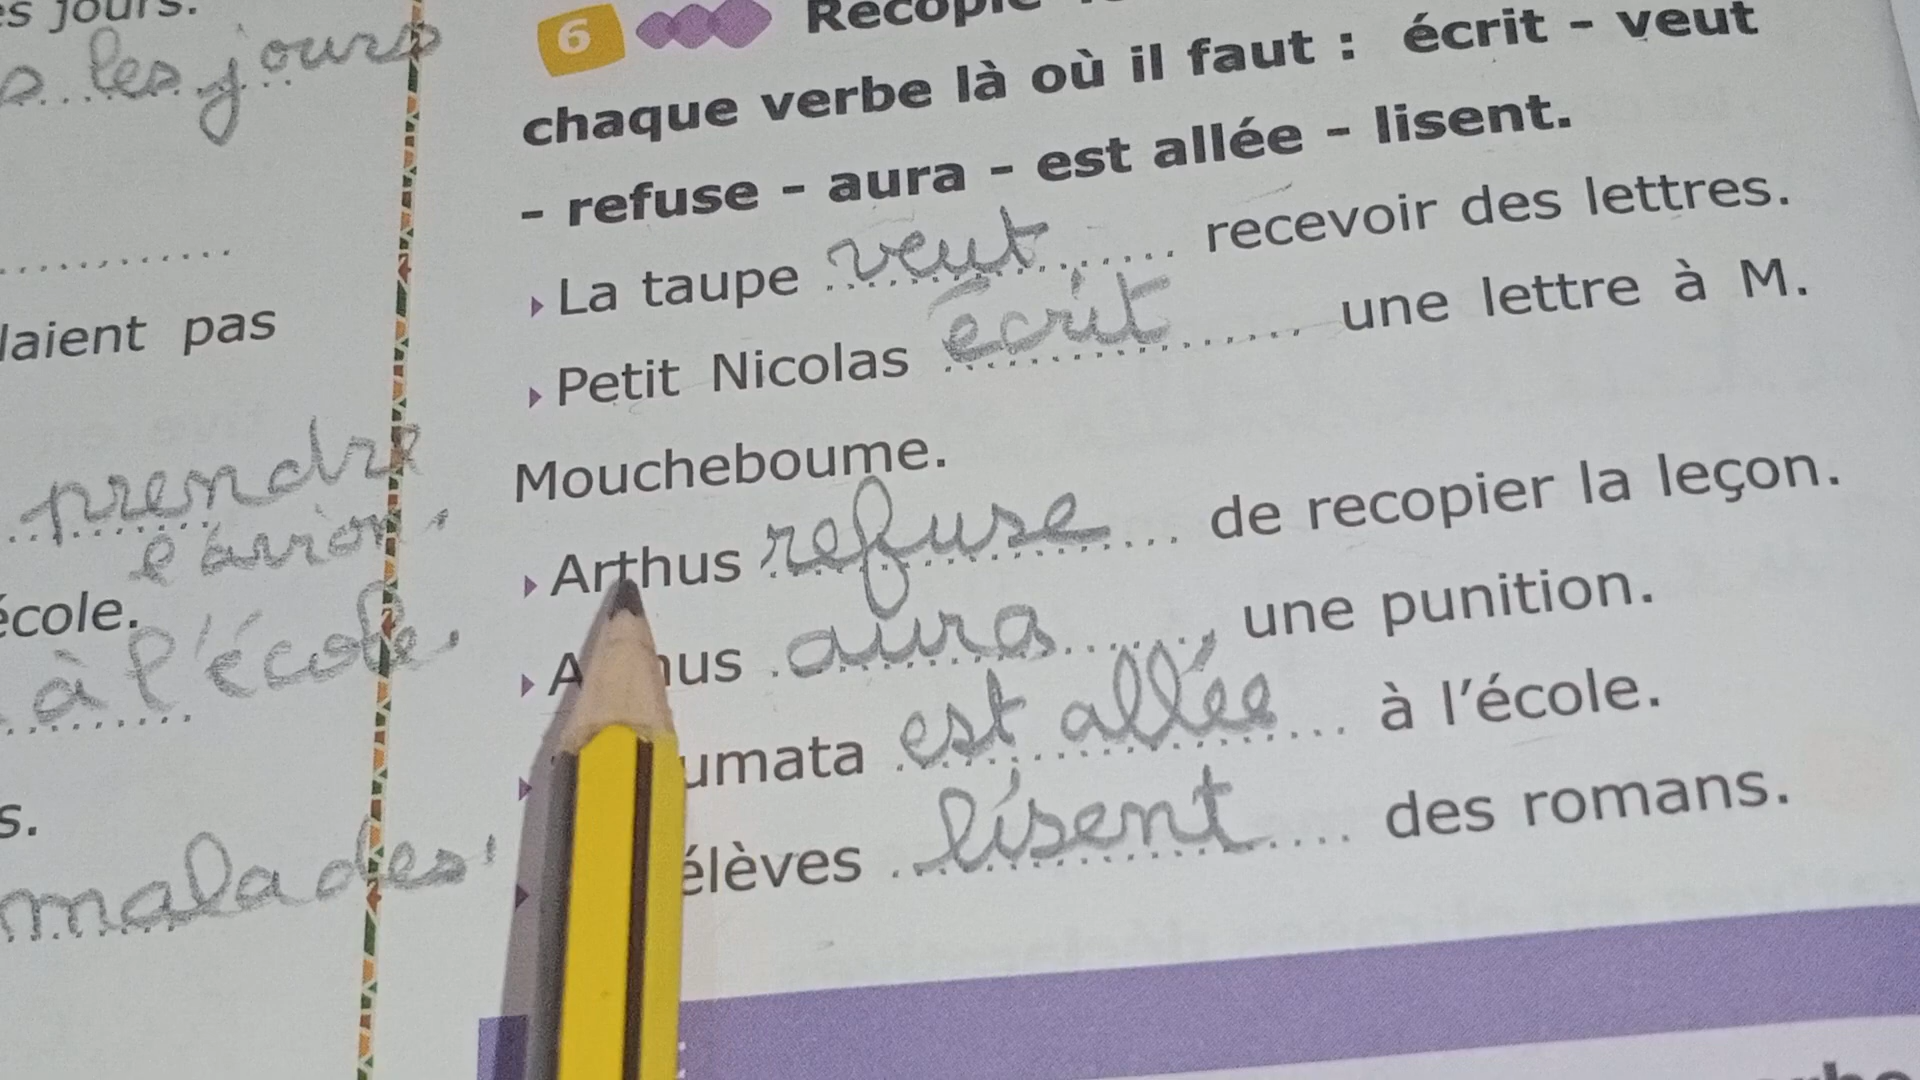 es jours.
les jours
laient pas
prendre
l'avion.
école.
à l'école.
s.
malades.
6 Recopie
chaque verbe là où il faut : écrit - veut
- refuse - aura - est allée - lisent.
La taupe veut recevoir des lettres.
Petit Nicolas écrit une lettre à M.
Moucheboume.
Arthus refuse de recopier la leçon.
A us aura une punition.
umata est allée à l'école.
élèves lisent des romans.